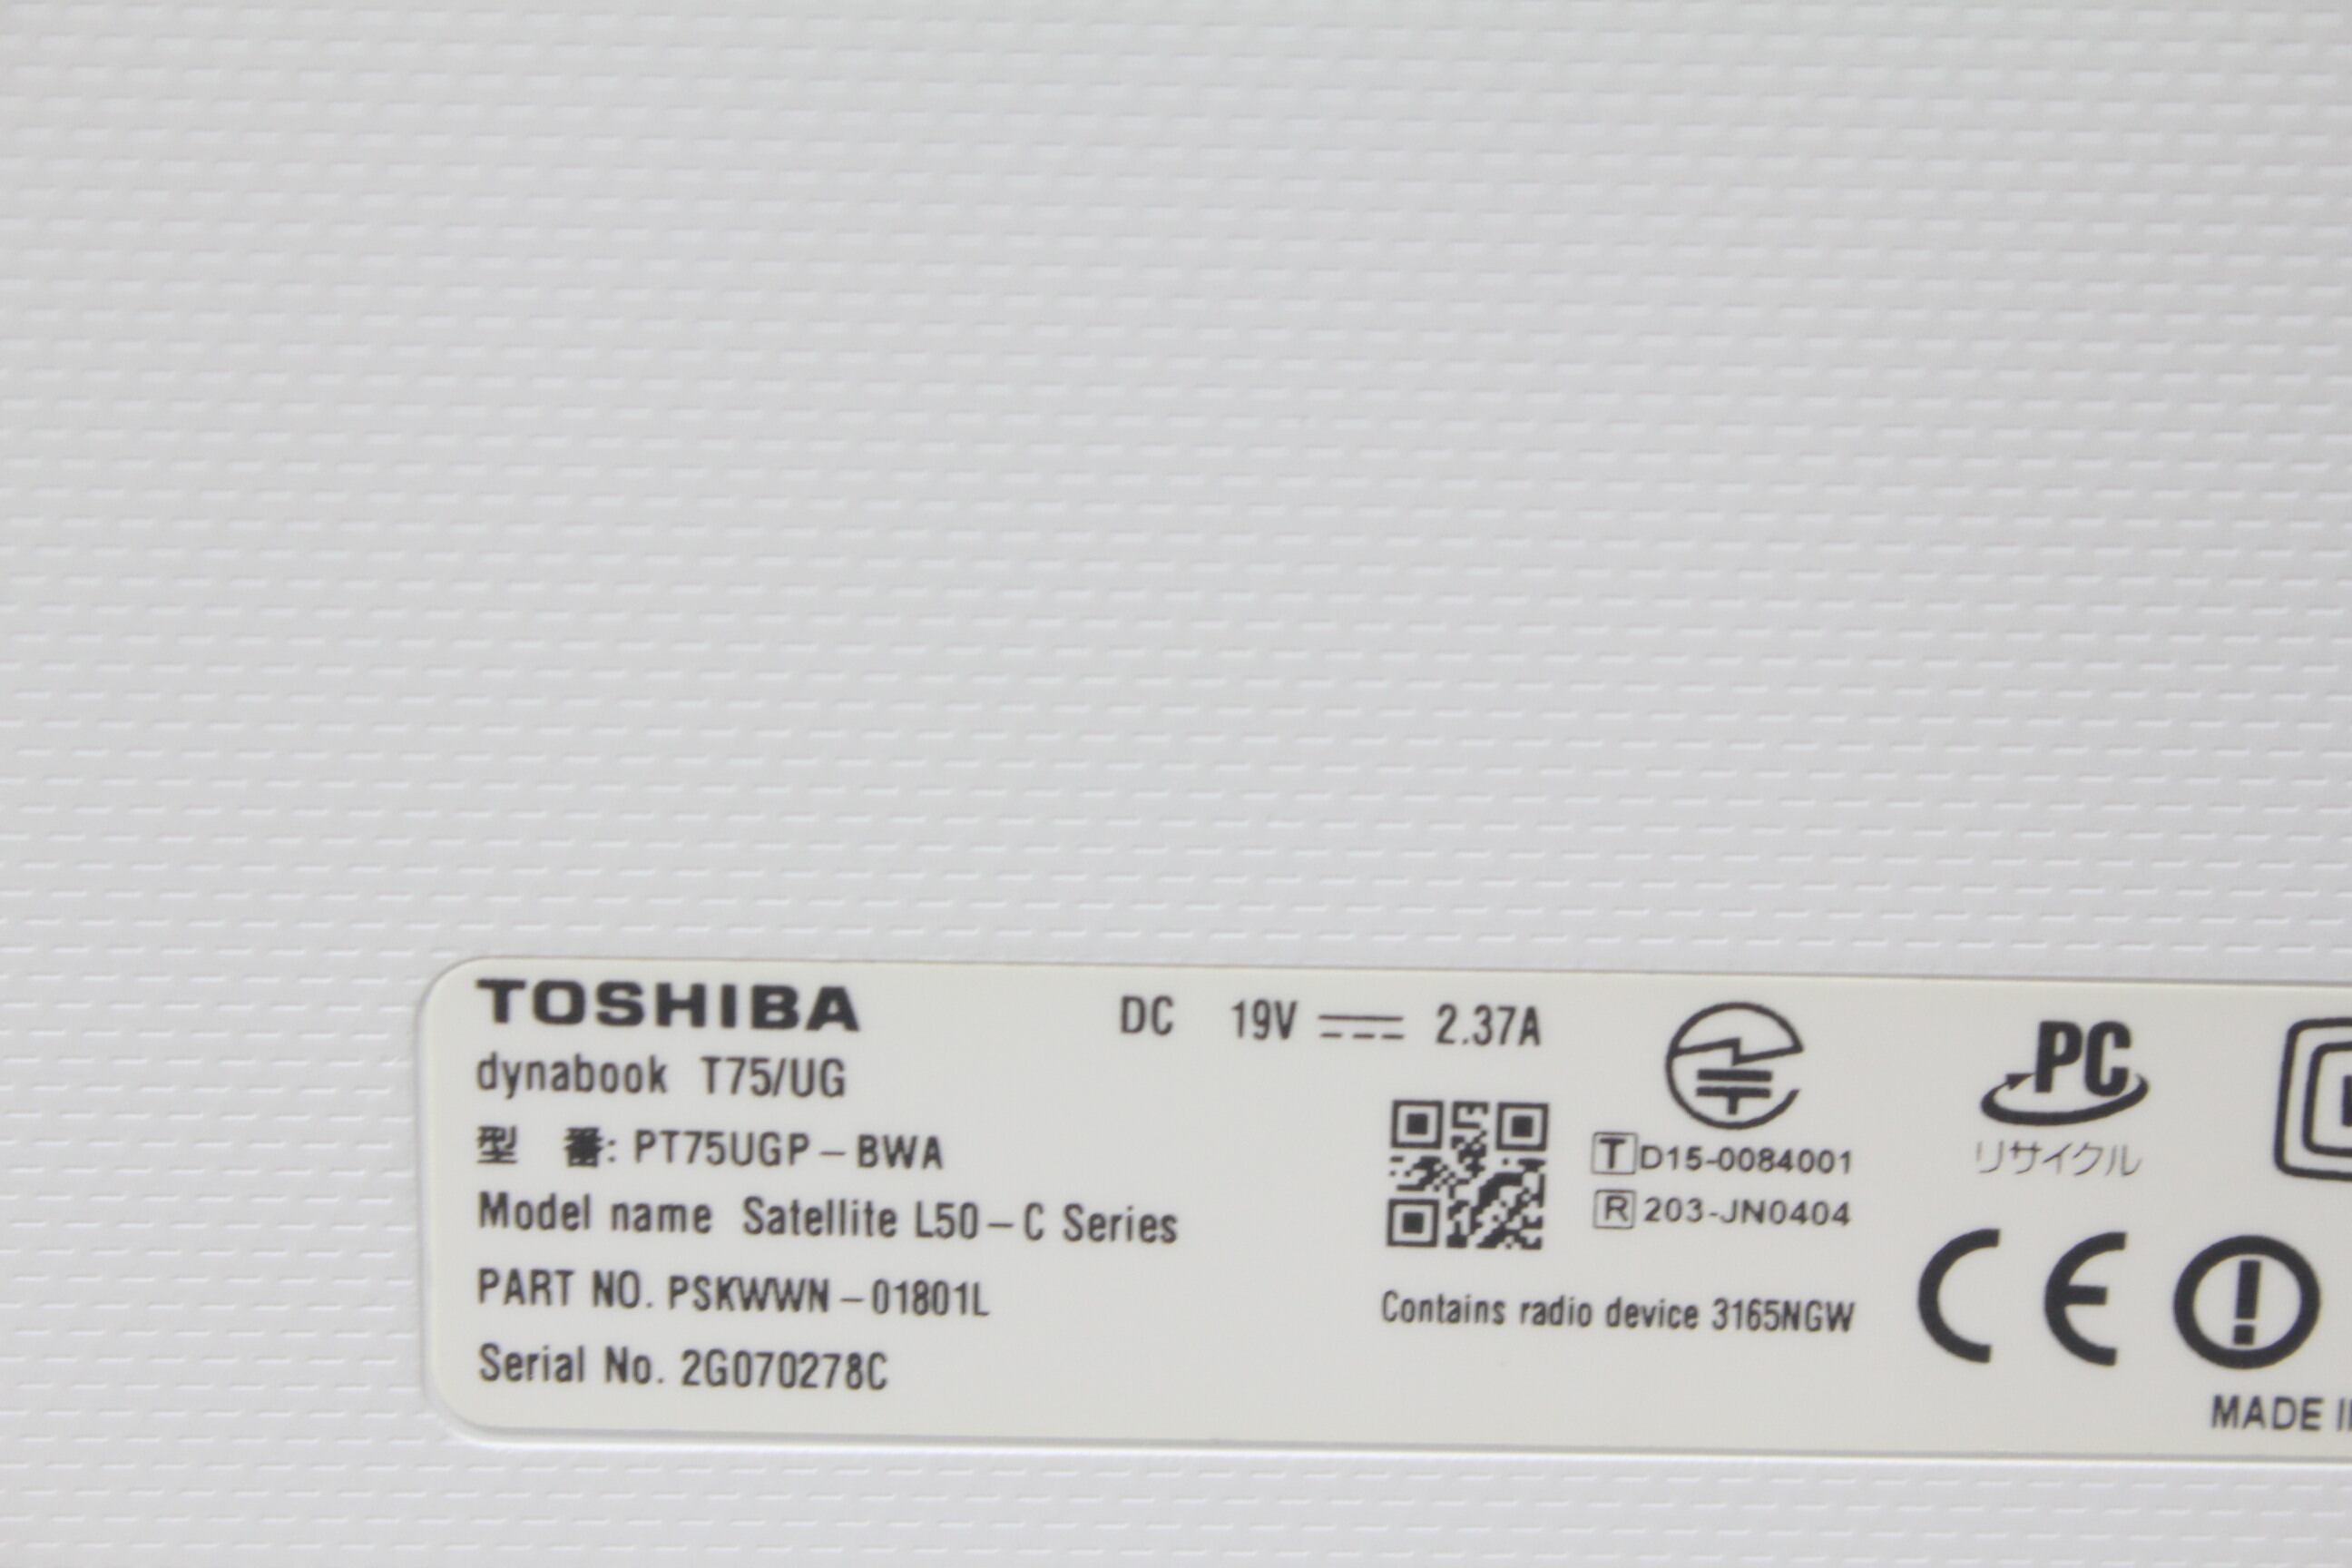 TOSHIBA
dynabook T75/UG
型 番: PT75UGP-BWA
Model name Satellite L50-C Series
PART NO. PSKWWN-01801L
Serial No. 2G070278C
DC 19V 2.37A
T D15-0084001
R 203-JN0404
Contains radio device 3165NGW
PC
リサイクル
CE
MADE